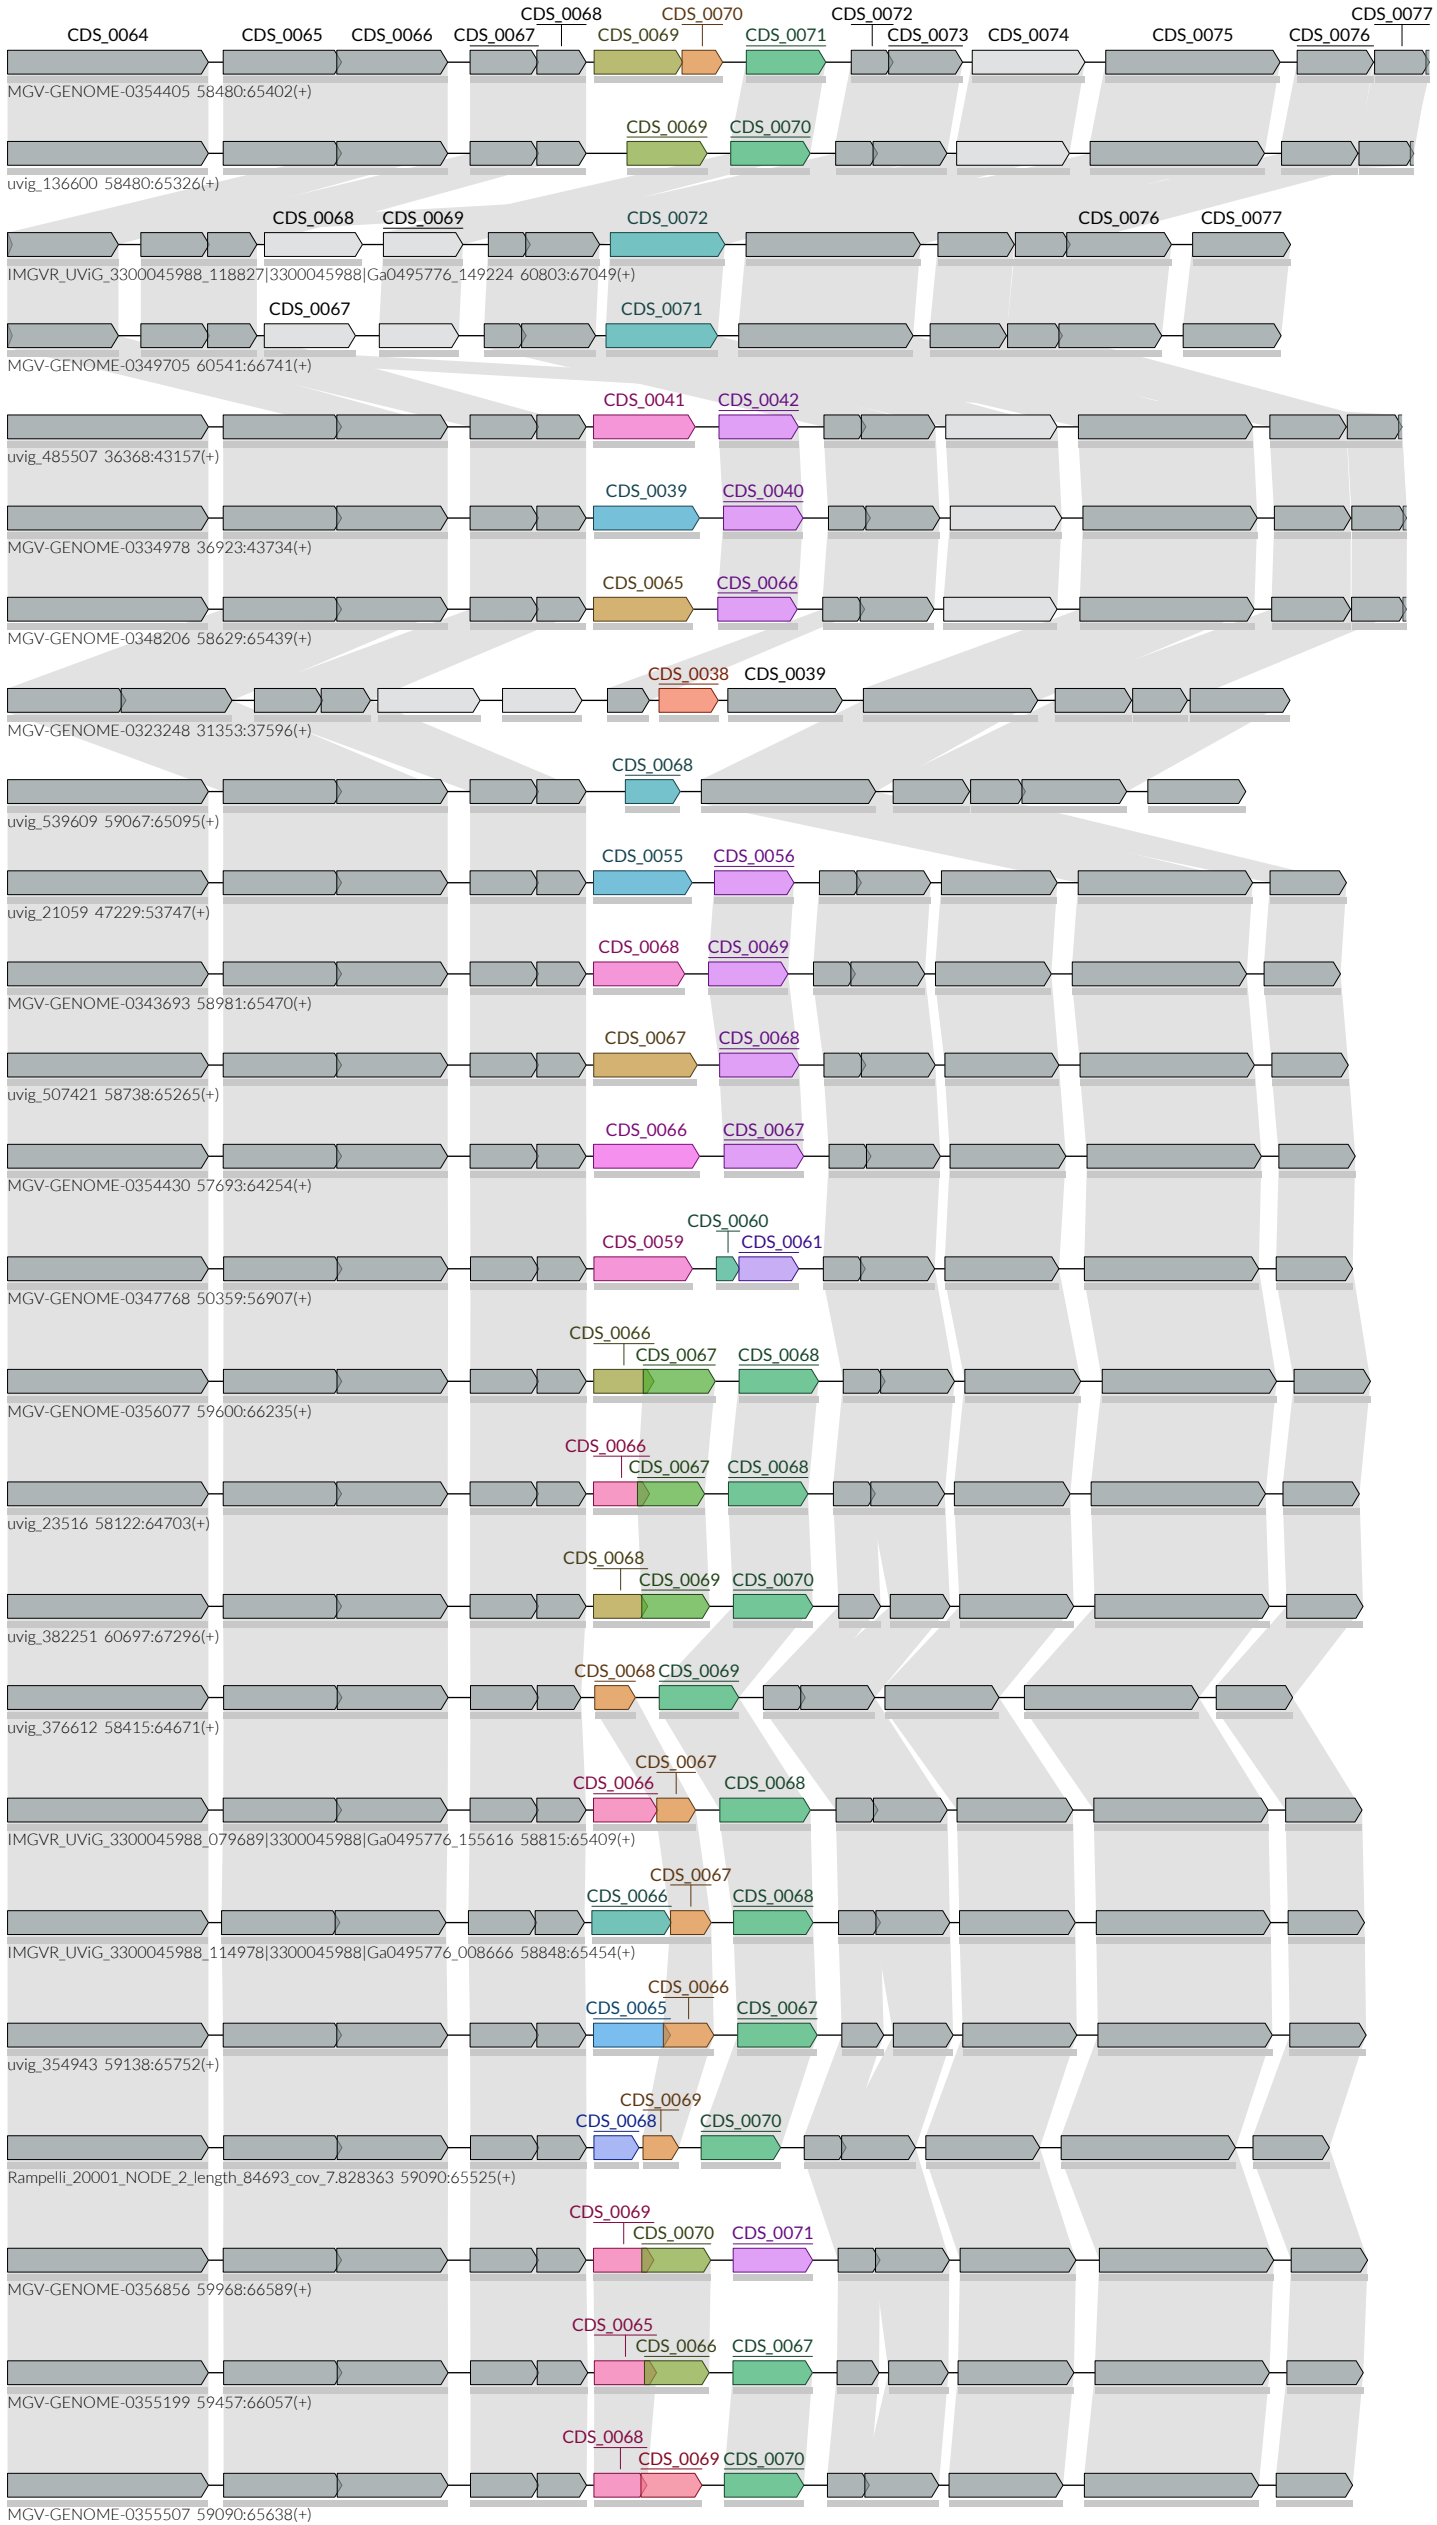 CDS_0068 CDS_0070 CDS_0072 CDS_0077
CDS_0064 CDS_0065 CDS_0066 CDS_0067 CDS_0069 CDS_0071 CDS_0073 CDS_0074 CDS_0075 CDS_0076
MGV-GENOME-0354405 58480:65402(+)
CDS_0069 CDS_0070
uvig_136600 58480:65326(+)
CDS_0068 CDS_0069 CDS_0072 CDS_0076 CDS_0077
IMGVR_UViG_3300045988_118827|3300045988|Ga0495776_149224 60803:67049(+)
CDS_0067 CDS_0071
MGV-GENOME-0349705 60541:66741(+)
CDS_0041 CDS_0042
uvig_485507 36368:43157(+)
CDS_0039 CDS_0040
MGV-GENOME-0334978 36923:43734(+)
CDS_0065 CDS_0066
MGV-GENOME-0348206 58629:65439(+)
CDS_0038 CDS_0039
MGV-GENOME-0323248 31353:37596(+)
CDS_0068
uvig_539609 59067:65095(+)
CDS_0055 CDS_0056
uvig_21059 47229:53747(+)
CDS_0068 CDS_0069
MGV-GENOME-0343693 58981:65470(+)
CDS_0067 CDS_0068
uvig_507421 58738:65265(+)
CDS_0066 CDS_0067
MGV-GENOME-0354430 57693:64254(+)
CDS_0060
CDS_0059 CDS_0061
MGV-GENOME-0347768 50359:56907(+)
CDS_0066
CDS_0067 CDS_0068
MGV-GENOME-0356077 59600:66235(+)
CDS_0066
CDS_0067 CDS_0068
uvig_23516 58122:64703(+)
CDS_0068
CDS_0069 CDS_0070
uvig_382251 60697:67296(+)
CDS_0068 CDS_0069
uvig_376612 58415:64671(+)
CDS_0067
CDS_0066 CDS_0068
IMGVR_UViG_3300045988_079689|3300045988|Ga0495776_155616 58815:65409(+)
CDS_0067
CDS_0066 CDS_0068
IMGVR_UViG_3300045988_114978|3300045988|Ga0495776_008666 58848:65454(+)
CDS_0066
CDS_0065 CDS_0067
uvig_354943 59138:65752(+)
CDS_0069
CDS_0068 CDS_0070
Rampelli_20001_NODE_2_length_84693_cov_7.828363 59090:65525(+)
CDS_0069
CDS_0070 CDS_0071
MGV-GENOME-0356856 59968:66589(+)
CDS_0065
CDS_0066 CDS_0067
MGV-GENOME-0355199 59457:66057(+)
CDS_0068
CDS_0069 CDS_0070
MGV-GENOME-0355507 59090:65638(+)